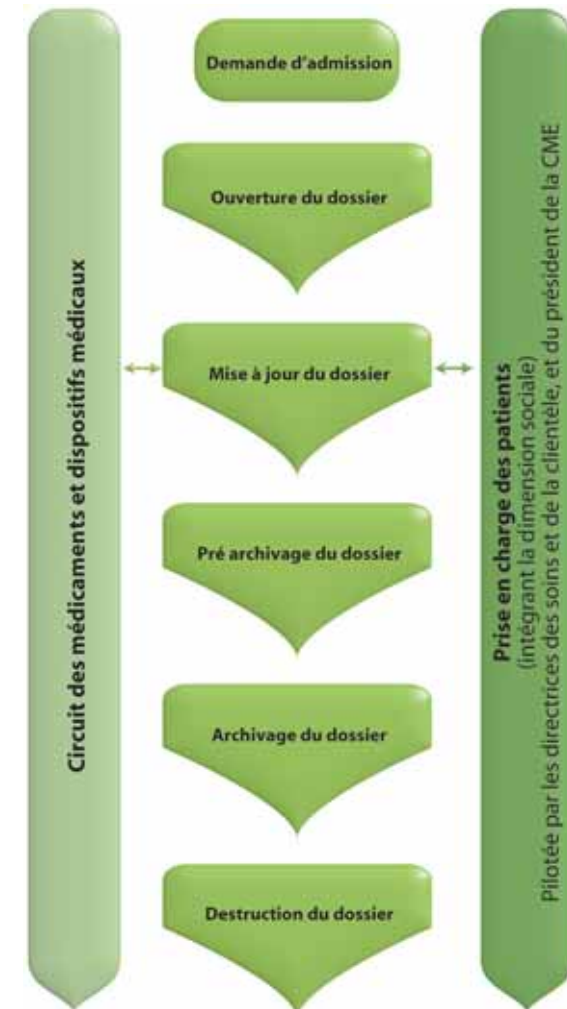 Demande d'admission
Ouverture du dossier
Mise à jour du dossier
Pré archivage du dossier
Archivage du dossier
Destruction du dossier
Circuit des médicaments et dispositifs médicaux
Prise en charge des patients
(intégrant la dimension sociale)
Pilotée par les directrices des soins et de la clientèle, et du président de la CME